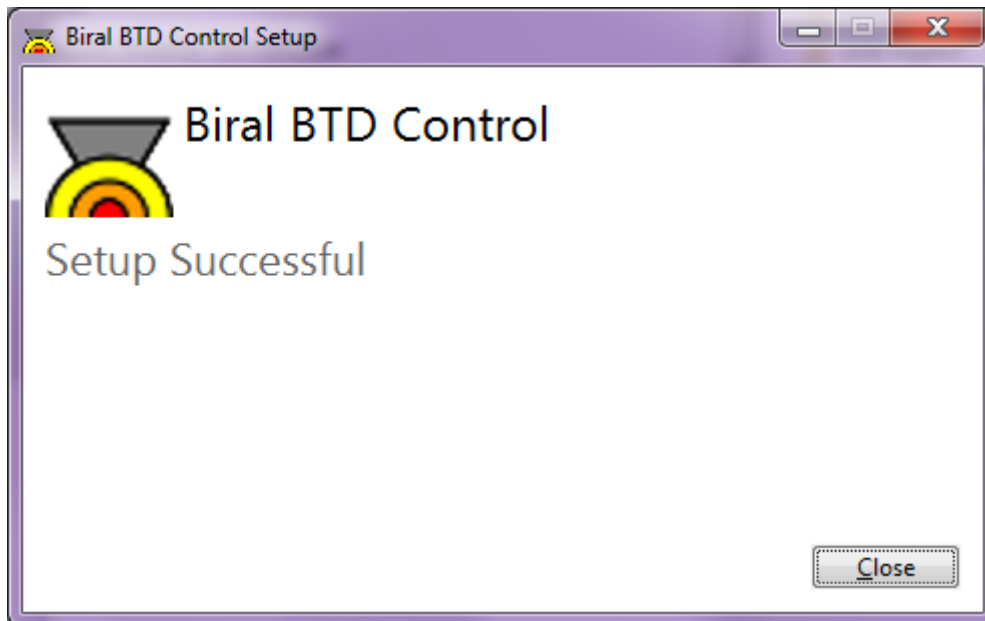 Biral BTD Control Setup
Biral BTD Control
Setup Successful
Close